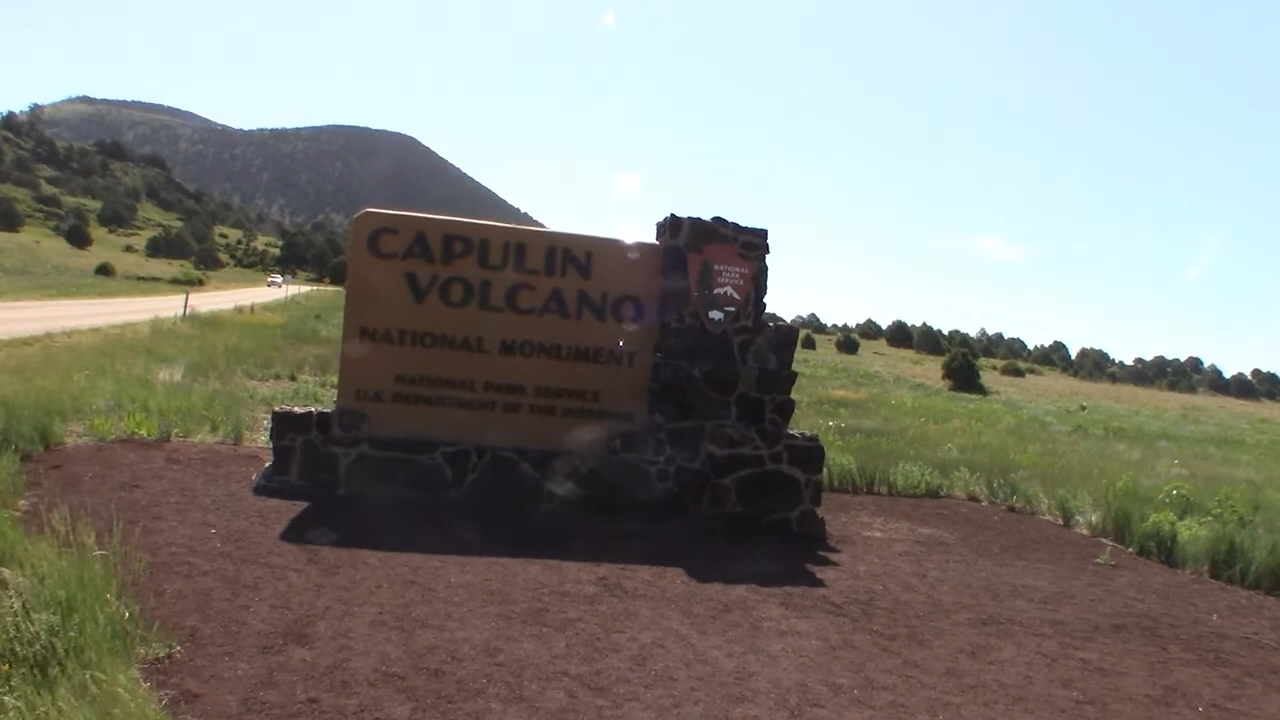 CAPULIN
VOLCANO
NATIONAL MONUMENT
NATIONAL PARK SERVICE
U.S. DEPARTMENT OF THE INTERIOR
NATIONAL
PARK
SERVICE